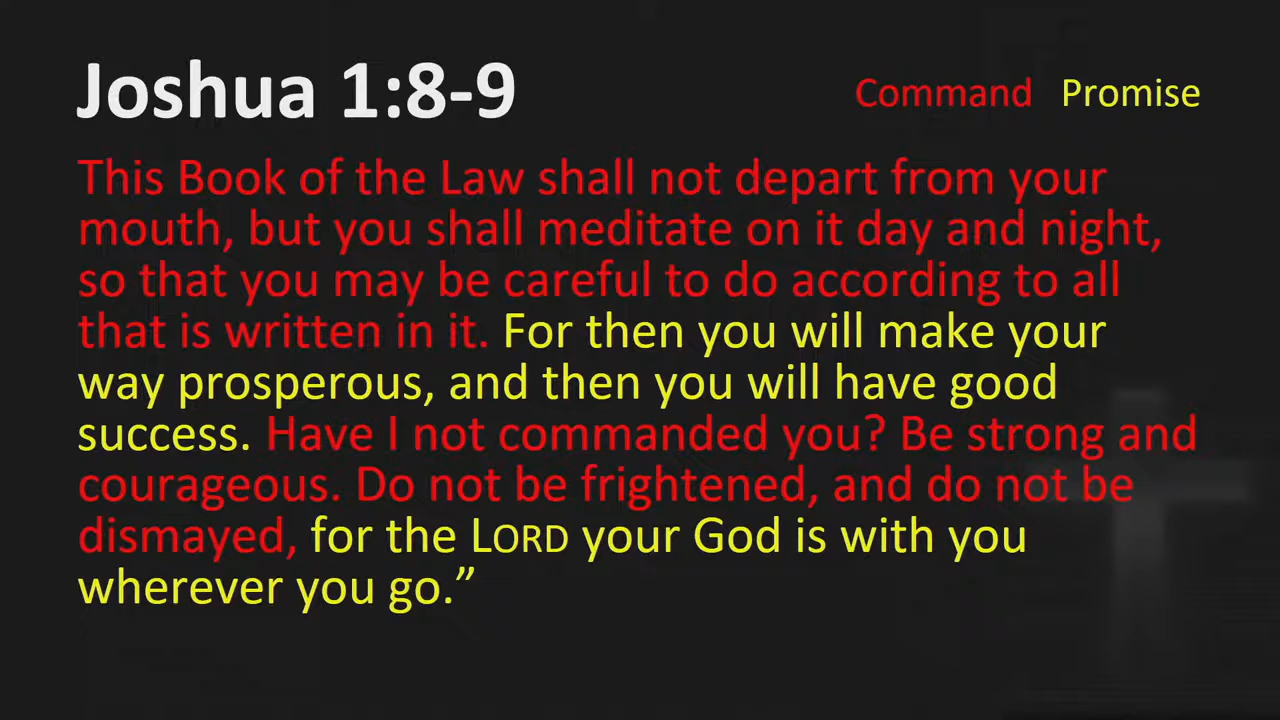 Joshua 1:8-9
Command Promise
This Book of the Law shall not depart from your
mouth, but you shall meditate on it day and night,
so that you may be careful to do according to all
that is written in it. For then you will make your
way prosperous, and then you will have good
success. Have I not commanded you? Be strong and
courageous. Do not be frightened, and do not be
dismayed, for the LORD your God is with you
wherever you go.”